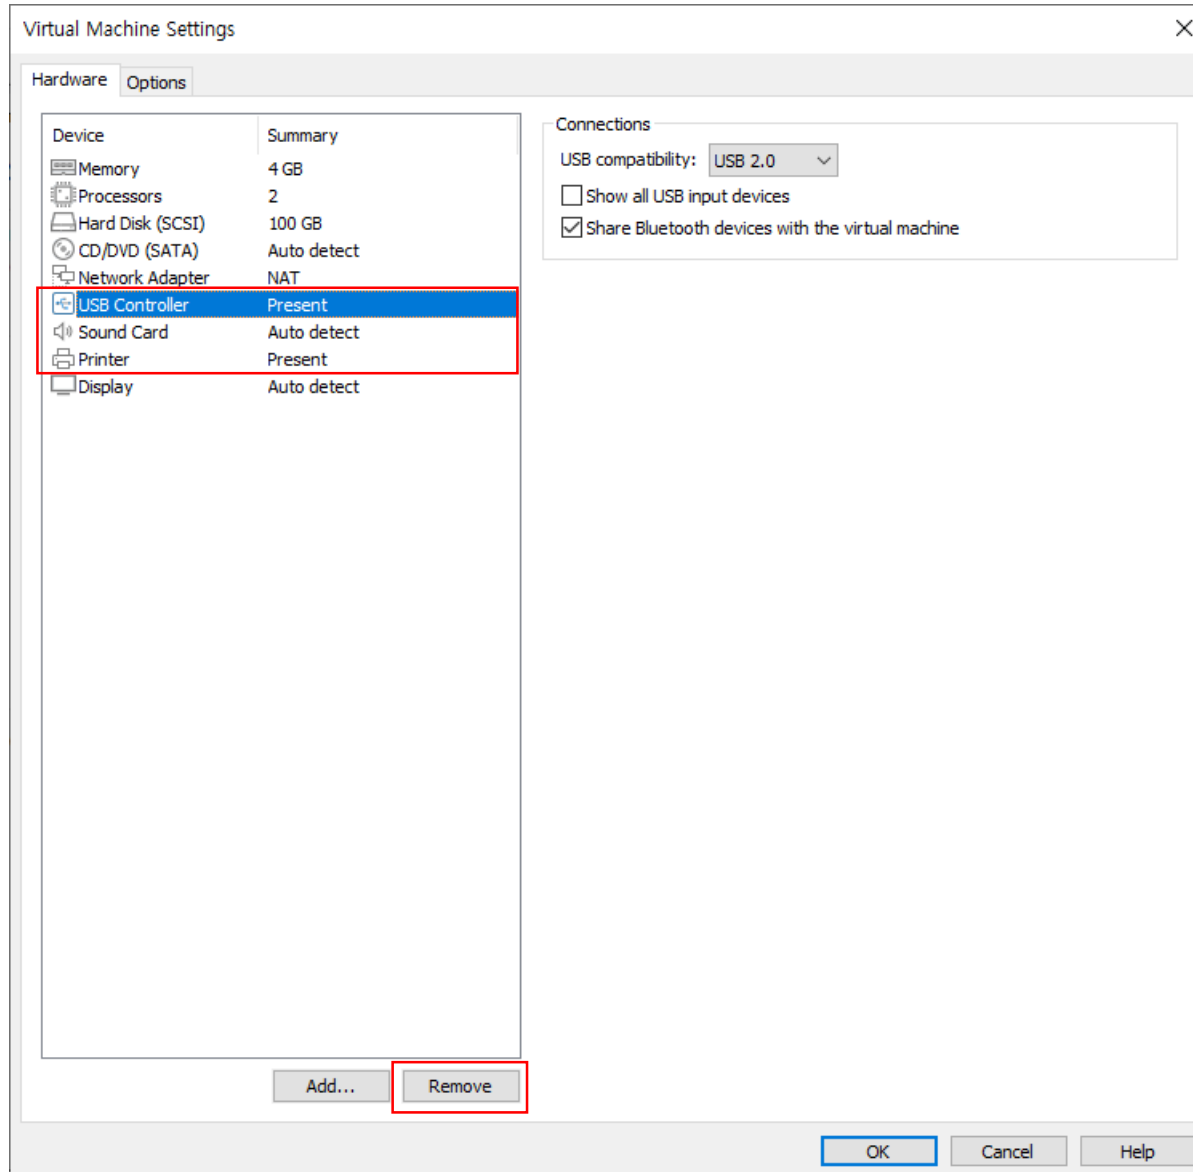 Virtual Machine Settings
Hardware Options
Device Summary
Memory 4 GB
Processors 2
Hard Disk (SCSI) 100 GB
CD/DVD (SATA) Auto detect
Network Adapter NAT
USB Controller Present
Sound Card Auto detect
Printer Present
Display Auto detect
Connections
USB compatibility: USB 2.0
Show all USB input devices
Share Bluetooth devices with the virtual machine
Add... Remove
OK Cancel Help